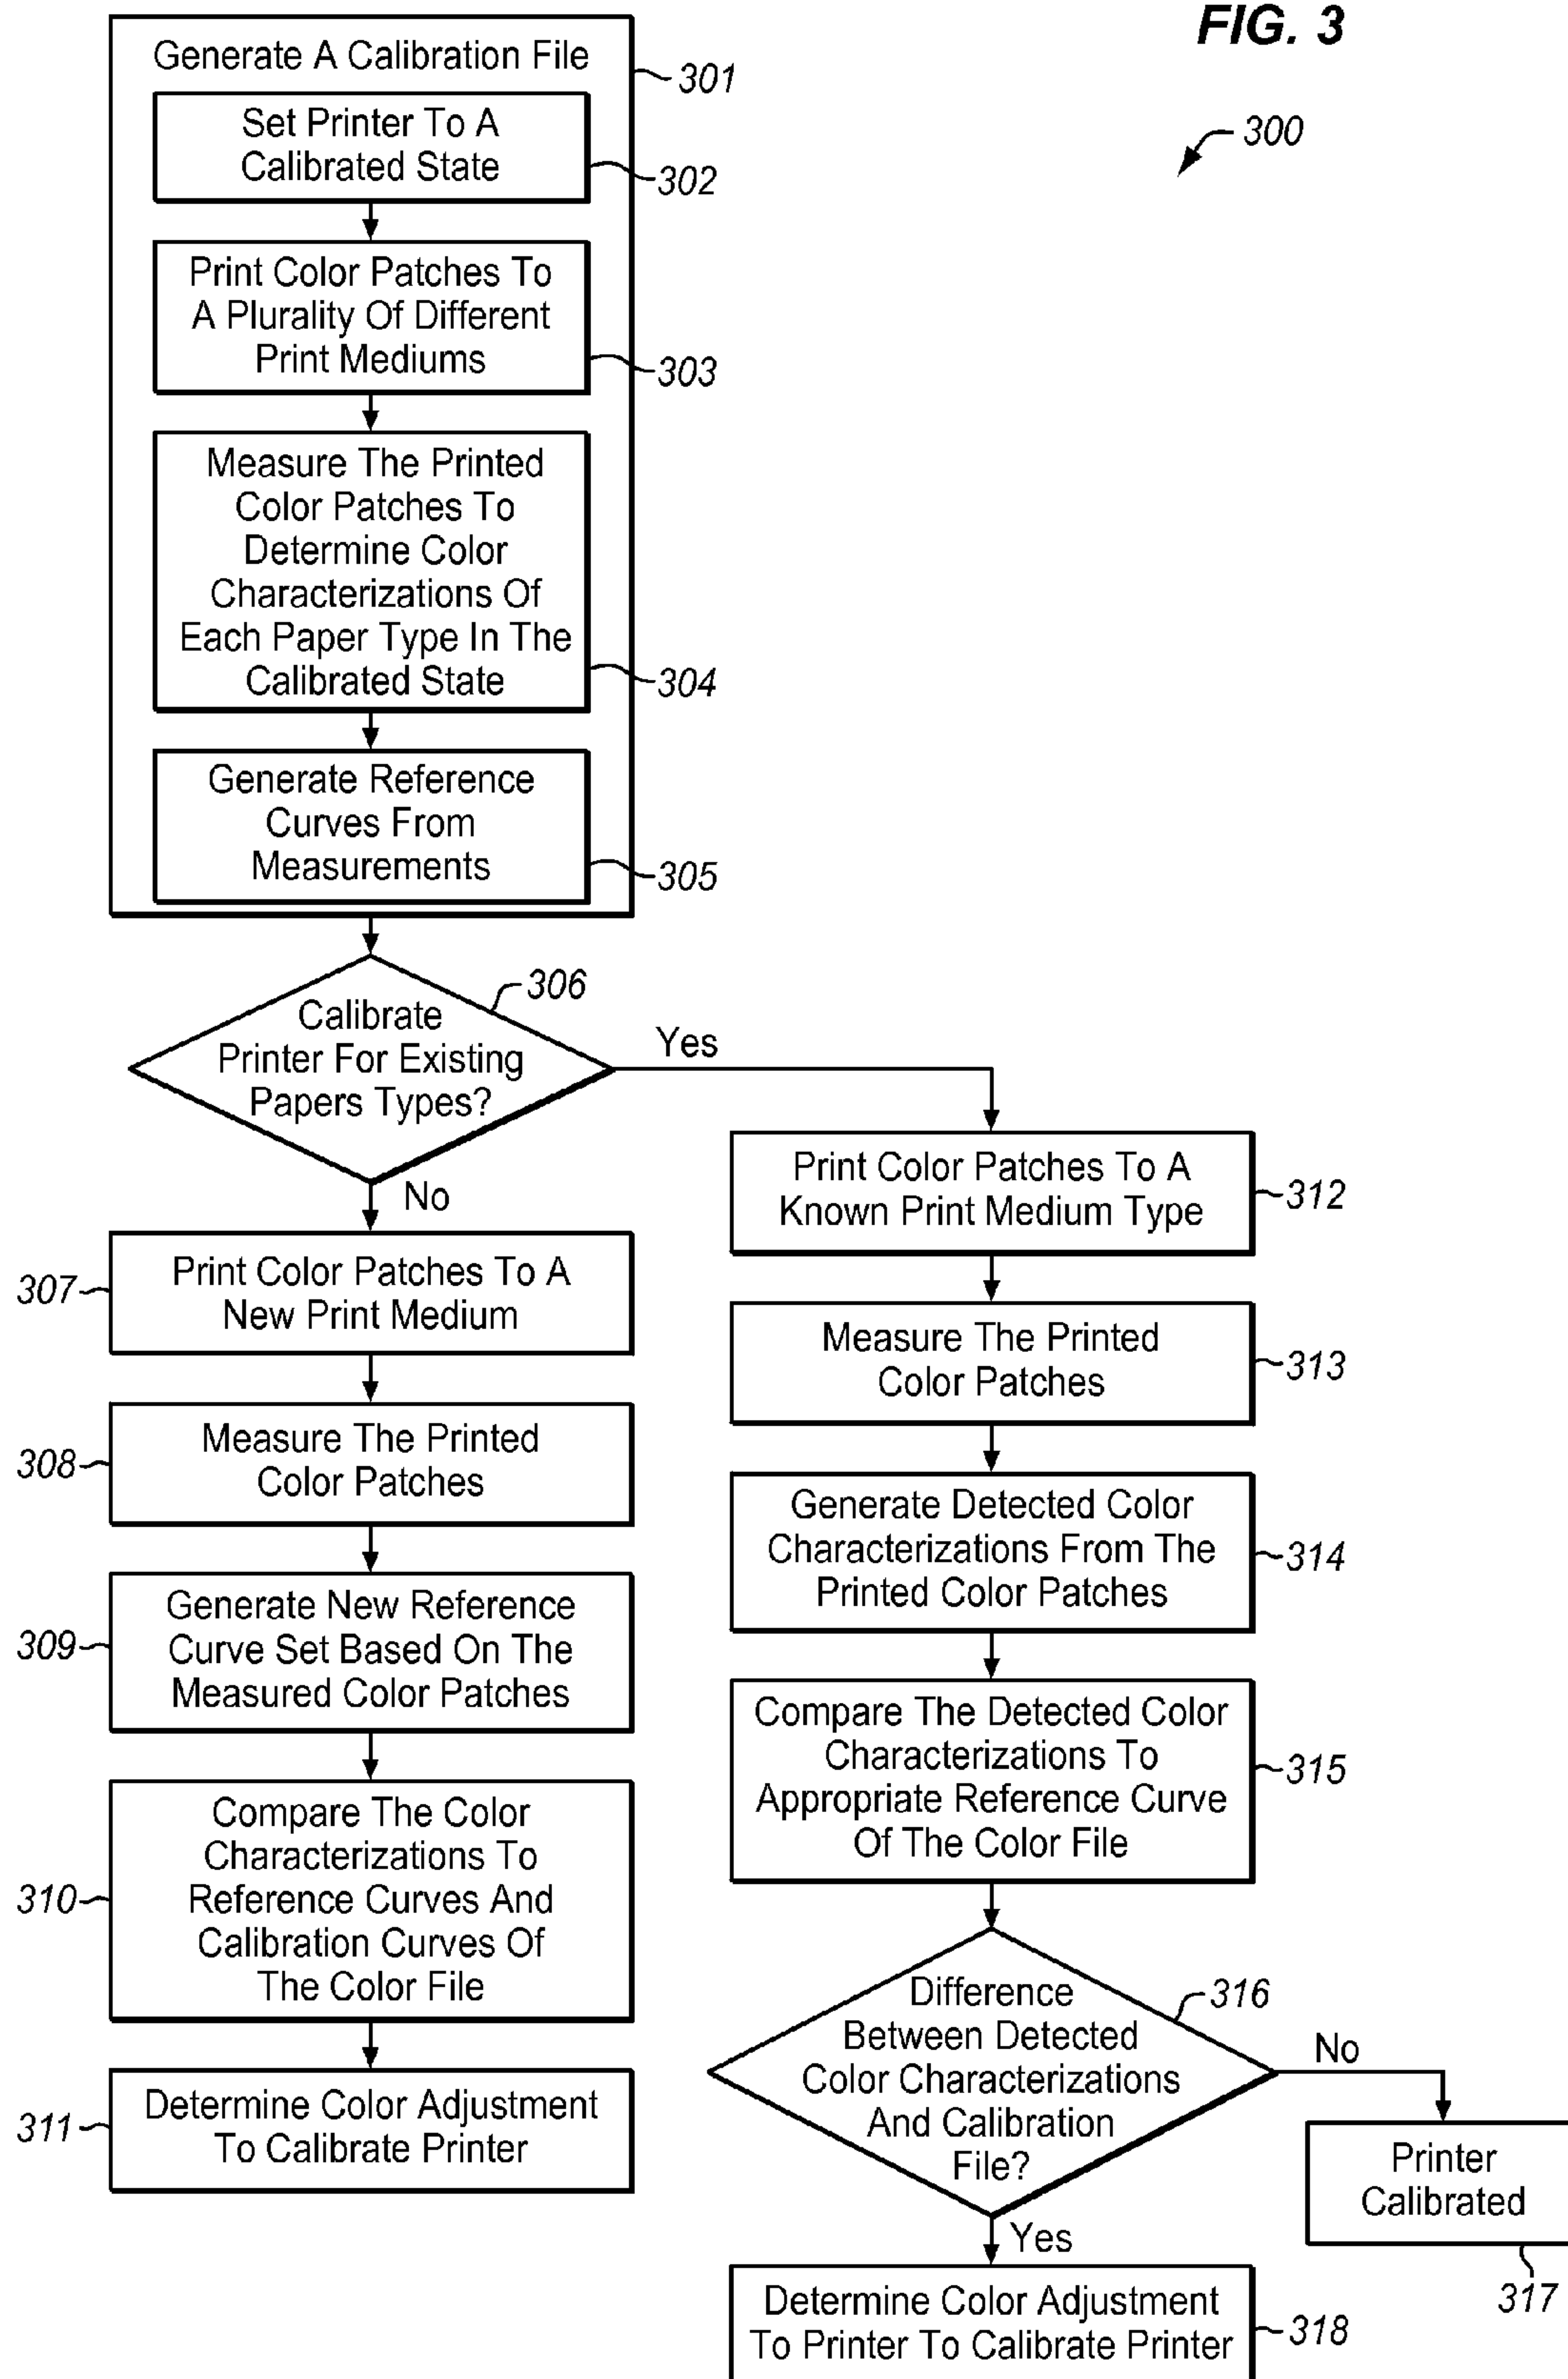 FIG. 3
300
Generate A Calibration File
301
Set Printer To A
Calibrated State
302
Print Color Patches To
A Plurality Of Different
Print Mediums
303
Measure The Printed
Color Patches To
Determine Color
Characterizations Of
Each Paper Type In The
Calibrated State
304
Generate Reference
Curves From
Measurements
305
Calibrate
Printer For Existing
Papers Types?
306
Yes
No
Print Color Patches To A
New Print Medium
307
Measure The Printed
Color Patches
308
Generate New Reference
Curve Set Based On The
Measured Color Patches
309
Compare The Color
Characterizations To
Reference Curves And
Calibration Curves Of
The Color File
310
Determine Color Adjustment
To Calibrate Printer
311
Print Color Patches To A
Known Print Medium Type
312
Measure The Printed
Color Patches
313
Generate Detected Color
Characterizations From The
Printed Color Patches
314
Compare The Detected Color
Characterizations To
Appropriate Reference Curve
Of The Color File
315
Difference
Between Detected
Color Characterizations
And Calibration
File?
316
No
Printer
Calibrated
317
Yes
Determine Color Adjustment
To Printer To Calibrate Printer
318